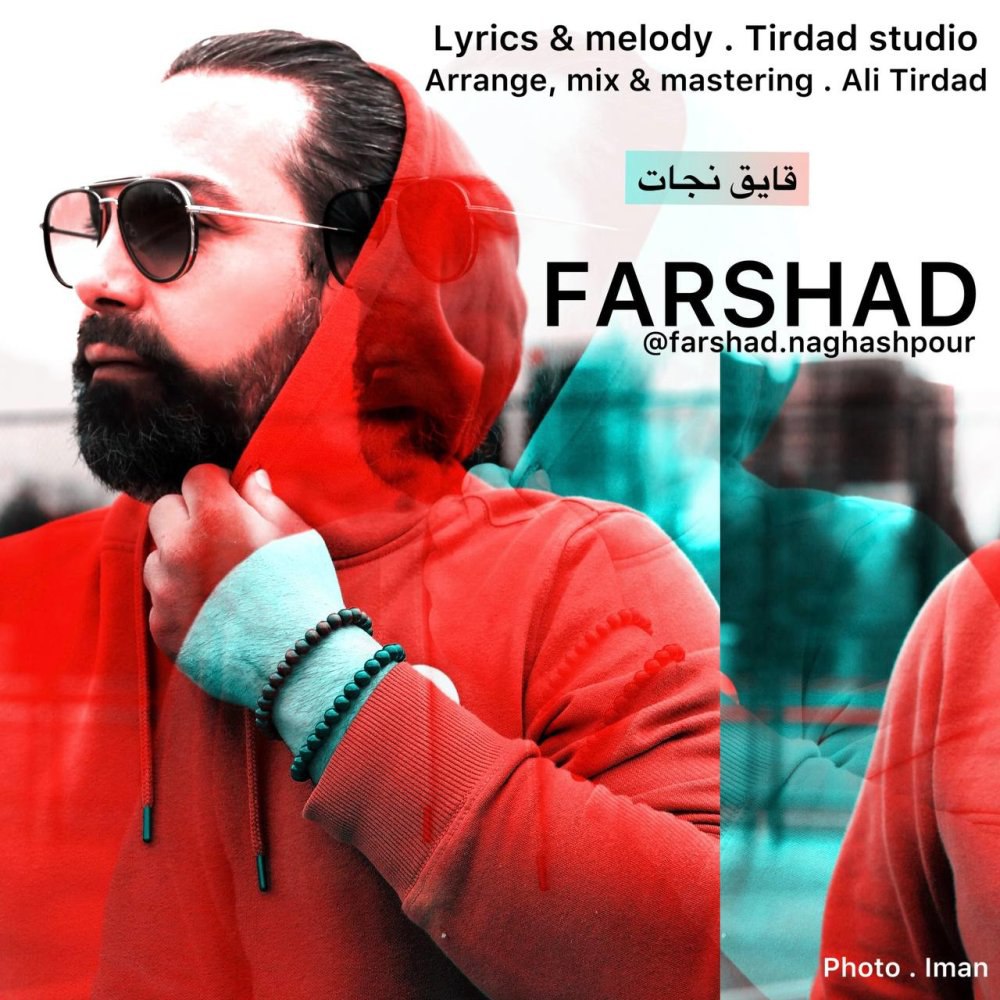 Lyrics & melody . Tirdad studio
Arrange, mix & mastering . Ali Tirdad
قایق نجات
FARSHAD
@farshad.naghashpour
Photo . Iman